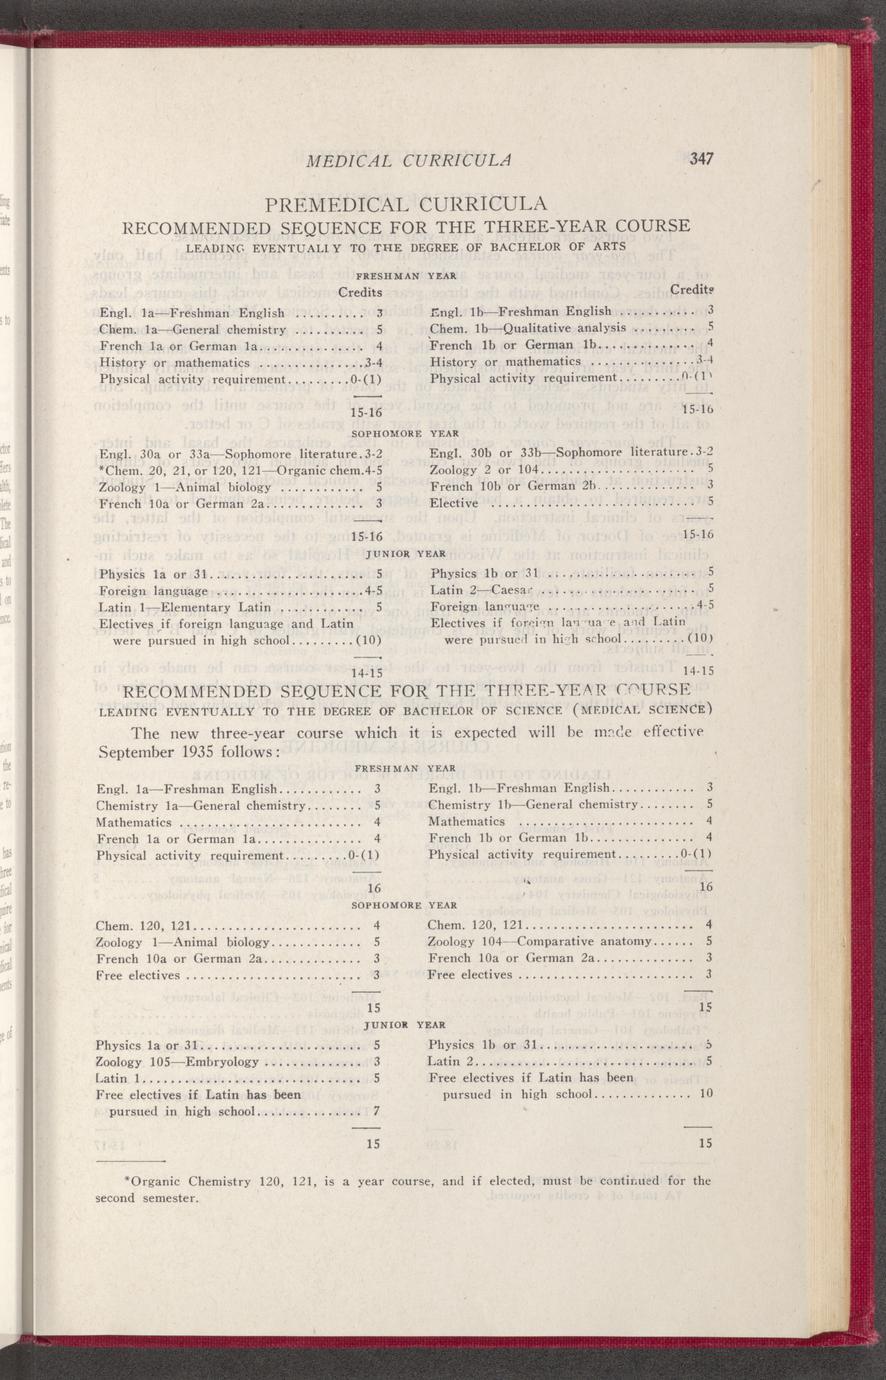 MEDICAL CURRICULA 347
PREMEDICAL CURRICULA
RECOMMENDED SEQUENCE FOR THE THREE-YEAR COURSE
LEADING EVENTUALLY TO THE DEGREE OF BACHELOR OF ARTS
FRESHMAN YEAR
Credits
Engl. 1a—Freshman English .......... 3
Chem. 1a—General chemistry .......... 5
French 1a or German 1a............... 4
History or mathematics ...............3-4
Physical activity requirement.........0-(1)
15-16
Credits
Engl. 1b—Freshman English ........... 3
Chem. 1b—Qualitative analysis ......... 5
French 1b or German 1b.............. 4
History or mathematics ...............3-4
Physical activity requirement.........0-(1)
15-16
SOPHOMORE YEAR
Engl. 30a or 33a—Sophomore literature.3-2
*Chem. 20, 21, or 120, 121—Organic chem.4-5
Zoology 1—Animal biology ............ 5
French 10a or German 2a.............. 3
15-16
Engl. 30b or 33b—Sophomore literature.3-2
Zoology 2 or 104...................... 5
French 10b or German 2b.............. 3
Elective ............................. 5
15-16
JUNIOR YEAR
Physics 1a or 31...................... 5
Foreign language .....................4-5
Latin 1—Elementary Latin ............ 5
Electives if foreign language and Latin
were pursued in high school.........(10)
14-15
Physics 1b or 31 ..................... 5
Latin 2—Caesar ...................... 5
Foreign language .....................4-5
Electives if foreign language and Latin
were pursued in high school.........(10)
14-15
RECOMMENDED SEQUENCE FOR THE THREE-YEAR COURSE
LEADING EVENTUALLY TO THE DEGREE OF BACHELOR OF SCIENCE (MEDICAL SCIENCE)
The new three-year course which it is expected will be made effective
September 1935 follows:
FRESHMAN YEAR
Engl. 1a—Freshman English............ 3
Chemistry 1a—General chemistry........ 5
Mathematics .......................... 4
French 1a or German 1a............... 4
Physical activity requirement.........0-(1)
16
Engl. 1b—Freshman English............ 3
Chemistry 1b—General chemistry........ 5
Mathematics ......................... 4
French 1b or German 1b............... 4
Physical activity requirement.........0-(1)
16
SOPHOMORE YEAR
Chem. 120, 121........................ 4
Zoology 1—Animal biology............. 5
French 10a or German 2a.............. 3
Free electives ......................... 3
15
Chem. 120, 121........................ 4
Zoology 104—Comparative anatomy...... 5
French 10a or German 2a.............. 3
Free electives ......................... 3
15
JUNIOR YEAR
Physics 1a or 31....................... 5
Zoology 105—Embryology .............. 3
Latin 1............................... 5
Free electives if Latin has been
pursued in high school............... 7
15
Physics 1b or 31...................... 5
Latin 2............................... 5
Free electives if Latin has been
pursued in high school.............. 10
15
*Organic Chemistry 120, 121, is a year course, and if elected, must be continued for the
second semester.